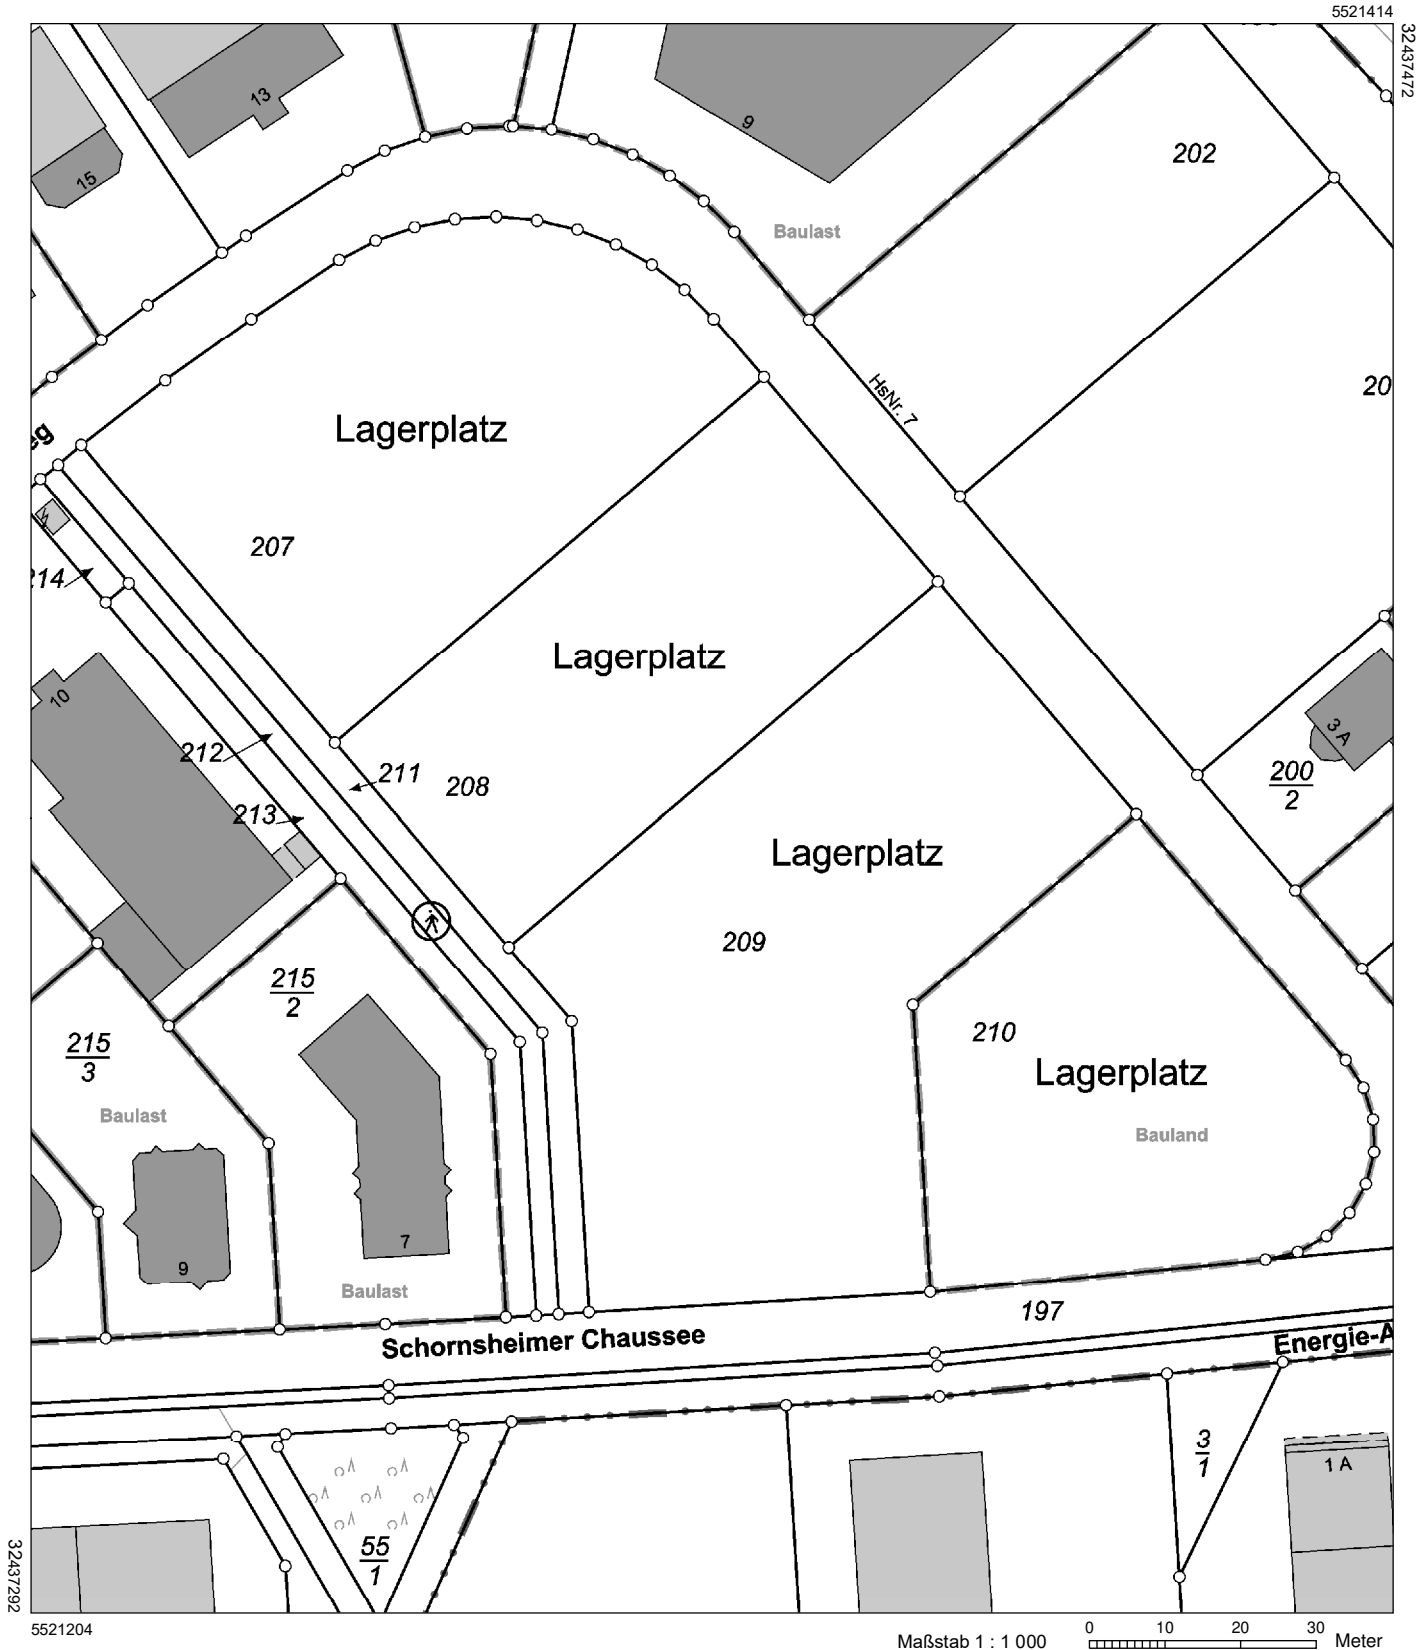 5521414
32437472
13
15
9
202
Baulast
HsNr. 7
20
eg
Lagerplatz
207
214
Lagerplatz
10
212
211
208
213
3 A
200
2
Lagerplatz
209
215
2
215
3
210
Lagerplatz
Baulast
Bauland
7
9
Baulast
197
Schornsheimer Chaussee
Energie-A
3
1
1 A
55
1
32437292
5521204
Maßstab 1 : 1 000
0 10 20 30
Meter